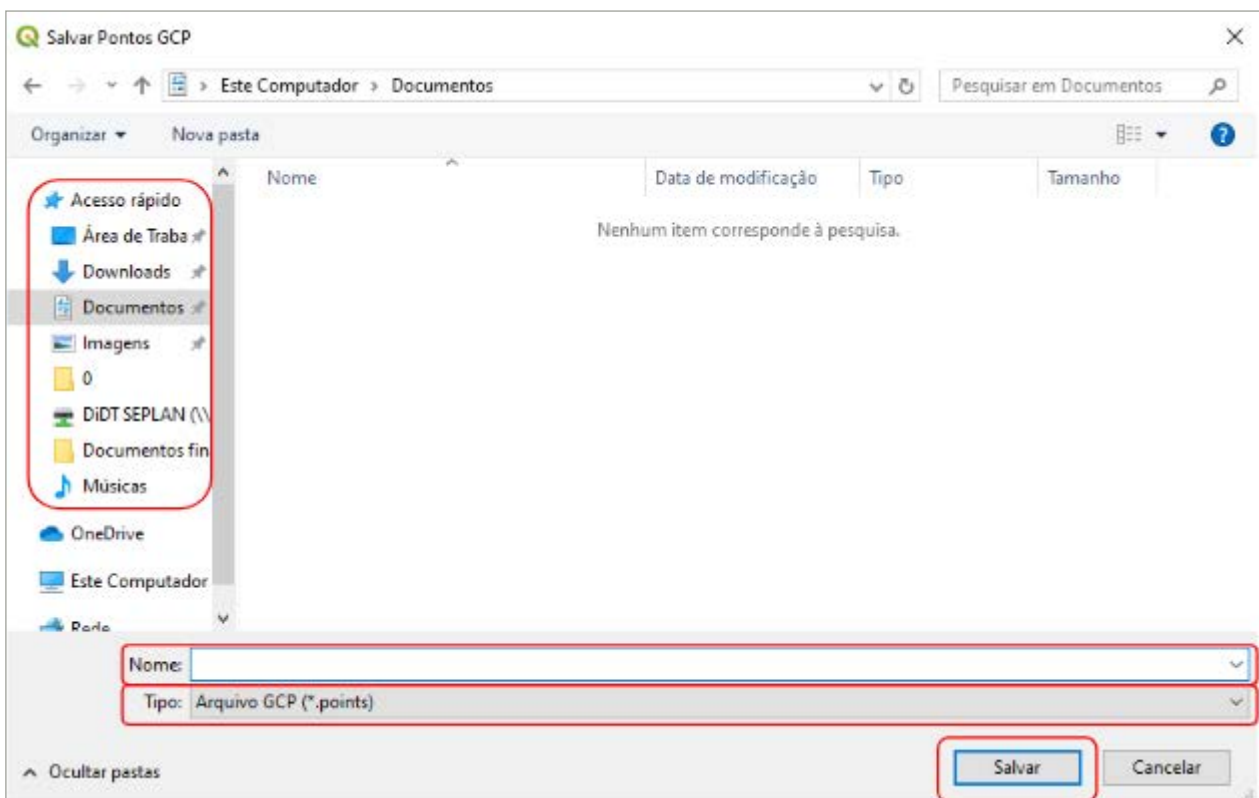 Salvar Pontos GCP
Este Computador > Documentos
Pesquisar em Documentos
Organizar
Nova pasta
Nome
Data de modificação
Tipo
Tamanho
Nenhum item corresponde à pesquisa.
Acesso rápido
Área de Traba
Downloads
Documentos
Imagens
0
DiDT SEPLAN (\\
Documentos fin
Músicas
OneDrive
Este Computador
Rede
Nome:
Tipo: Arquivo GCP (*.points)
Ocultar pastas
Salvar
Cancelar